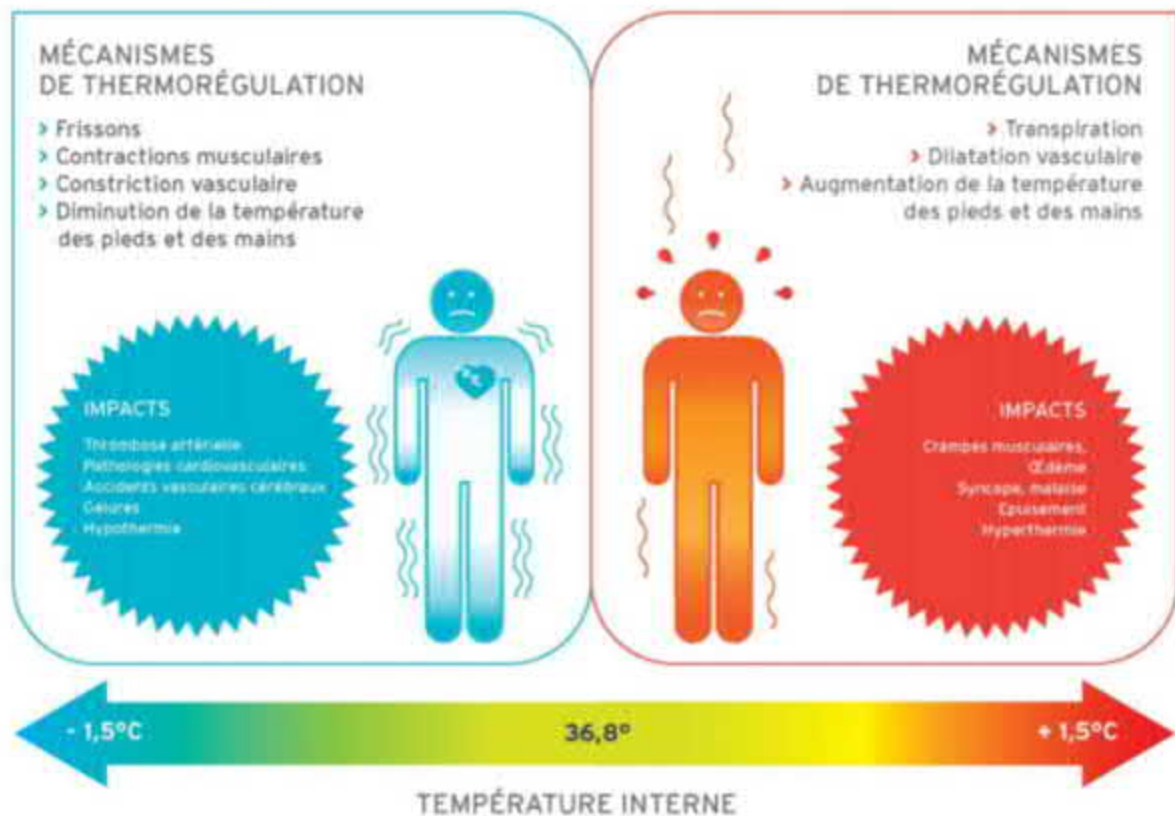 MÉCANISMES
DE THERMORÉGULATION
> Frissons
> Contractions musculaires
> Constriction vasculaire
> Diminution de la température
des pieds et des mains
IMPACTS
Thrombose artérielle
Pathologies cardiovasculaires
Accidents vasculaires cérébraux
Gelures
Hypothermie
MÉCANISMES
DE THERMORÉGULATION
> Transpiration
> Dilatation vasculaire
> Augmentation de la température
des pieds et des mains
IMPACTS
Crampes musculaires,
Œdème
Syncope, malaise
Epuisement
Hyperthermie
- 1,5°C
36,8°
+ 1,5°C
TEMPÉRATURE INTERNE